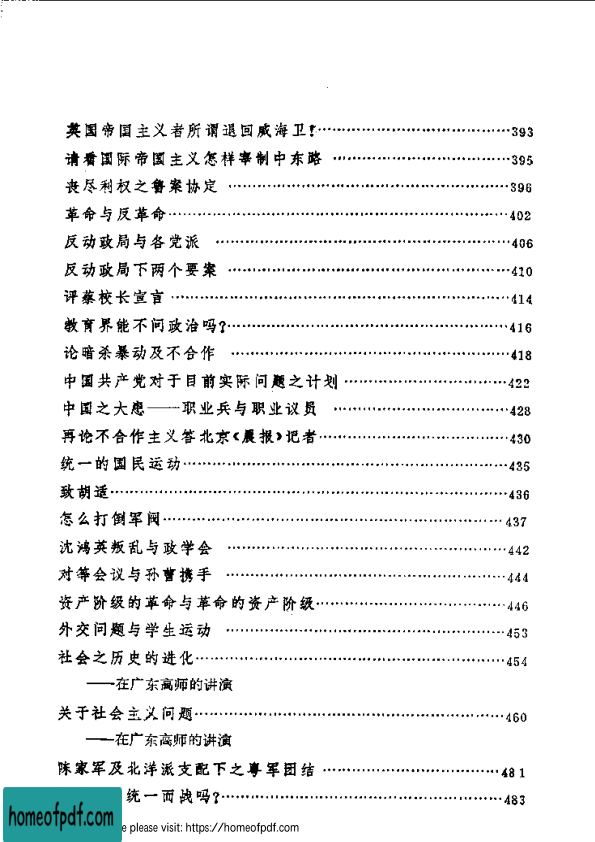 英国帝国主义者所谓退回威海卫!…………………………393
请看国际帝国主义怎样宰制中东路 …………………………395
丧尽利权之鲁案协定 …………………………396
革命与反革命…………………………402
反动政局与各党派 …………………………406
反动政局下两个要案 …………………………410
评蔡校长宣言…………………………414
教育界能不问政治吗?…………………………416
论暗杀暴动及不合作 …………………………418
中国共产党对于目前实际问题之计划…………………………422
中国之大患——职业兵与职业议员 …………………………428
再论不合作主义答北京《晨报》记者…………………………430
统一的国民运动…………………………435
致胡适…………………………436
怎么打倒军阀…………………………437
沈鸿英叛乱与政学会 …………………………442
对等会议与孙曹携手 …………………………444
资产阶级的革命与革命的资产阶级…………………………446
外交问题与学生运动 …………………………453
社会之历史的进化…………………………454
——在广东高师的讲演
关于社会主义问题…………………………460
——在广东高师的讲演
陈家军及北洋派支配下之粤军团结 …………………………481
统一而战吗?…………………………483
homeofpdf.com
e please visit: https://homeofpdf.com